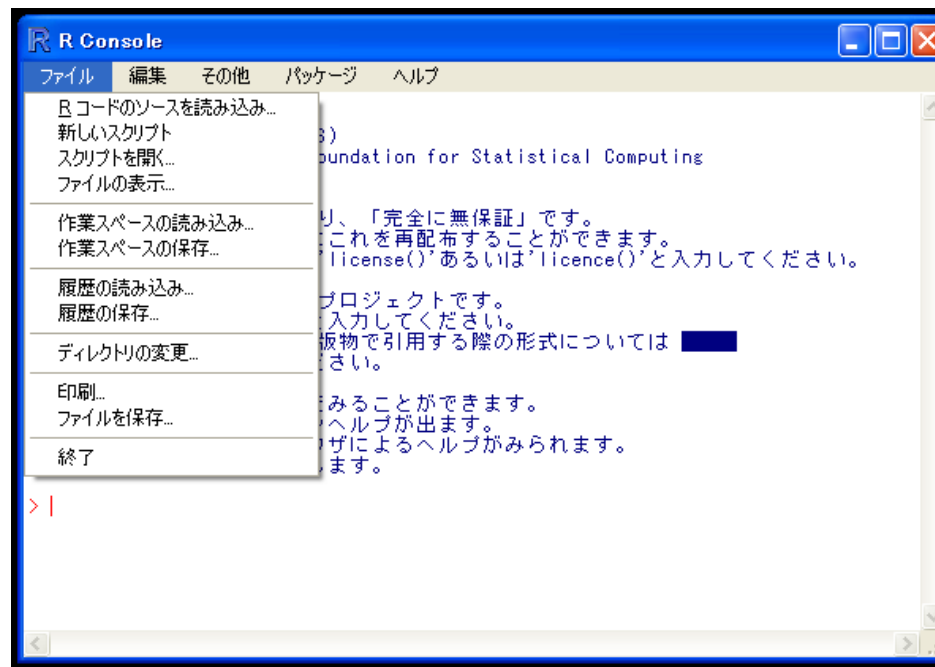 R Console
ファイル 編集 その他 パッケージ ヘルプ
Rコードのソースを読み込み...
新しいスクリプト
スクリプトを開く...
ファイルの表示...
作業スペースの読み込み...
作業スペースの保存...
履歴の読み込み...
履歴の保存...
ディレクトリの変更...
印刷...
ファイルを保存...
終了
)
oundation for Statistical Computing
り、「完全に無保証」です。
これを再配布することができます。
'license()'あるいは'licence()'と入力してください。
プロジェクトです。
入力してください。
版物で引用する際の形式については
さい。
みることができます。
ヘルプが出ます。
ウザによるヘルプがみられます。
ます。
>